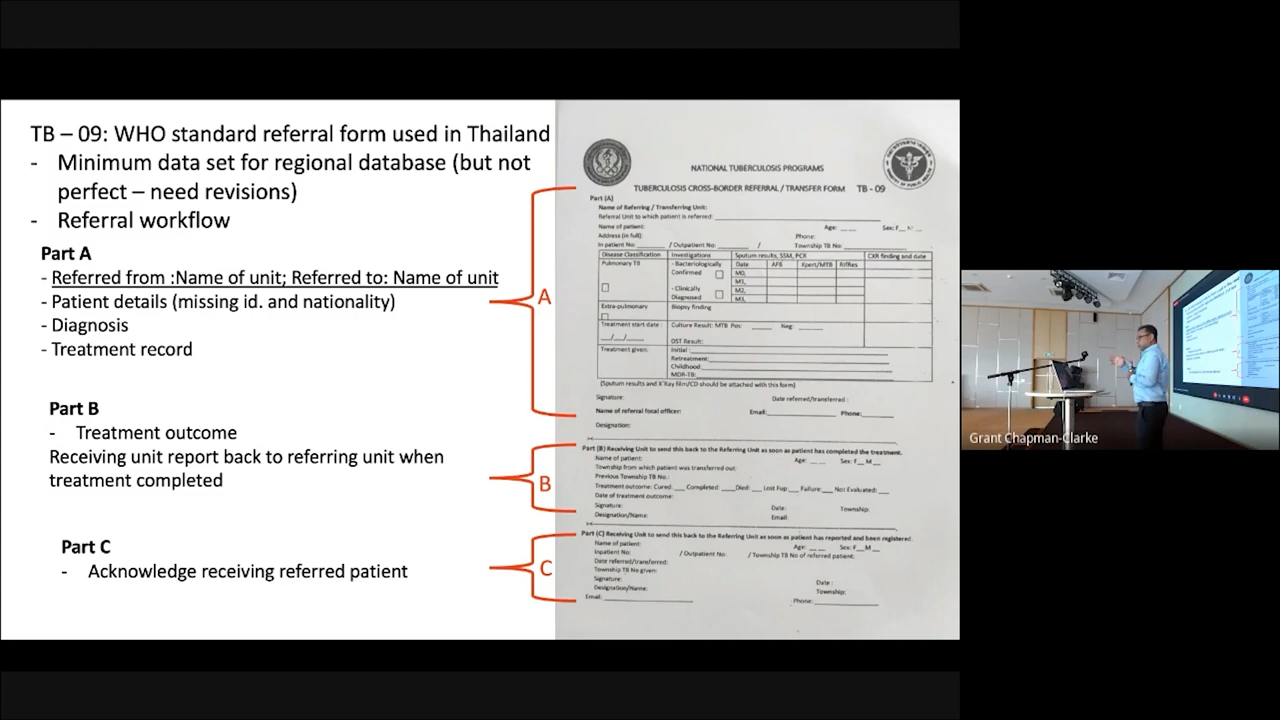 TB – 09: WHO standard referral form used in Thailand
- Minimum data set for regional database (but not
perfect – need revisions)
- Referral workflow
Part A
- Referred from :Name of unit; Referred to: Name of unit
- Patient details (missing id. and nationality)
- Diagnosis
- Treatment record
A
Part B
- Treatment outcome
Receiving unit report back to referring unit when
treatment completed
B
Part C
- Acknowledge receiving referred patient
C
NATIONAL TUBERCULOSIS PROGRAMS
TUBERCULOSIS CROSS-BORDER REFERRAL / TRANSFER FORM TB - 09
Part (A)
Name of Referring / Transferring Unit:
Referral Unit to which patient is referred:
Name of patient: Age: Sex: F
Address (in full): Phone:
In patient No: / Outpatient No: / Township TB No:
Disease Classification Investigations Sputum results, SSM, PCR CXR finding and date
Pulmonary TB - Bacteriologically Date AFB Xpert/MTB Rif/Res
Confirmed M0,
- Clinically M2,
Diagnosed M3,
Extra-pulmonary Biopsy finding
Treatment start date : Culture Result: MTB Pos: Neg:
__/__/____
DST Result:
Treatment given: Initial :
Retreatment:
Childhood:
MDR-TB:
(Sputum results and X'Ray film/CD should be attached with this form)
Signature: Date referred/transferred :
Name of referral focal officer: Email: Phone:
Designation:
Part (B) Receiving Unit to send this back to the Referring Unit as soon as patient has completed the treatment.
Name of patient: Age: Sex: F__ M__
Township from which patient was transferred out:
Previous Township TB No.:
Treatment outcome: Cured: Completed: Died: Lost Fup: Failure: Not Evaluated:
Date of treatment outcome:
Signature: Date: Township:
Designation/Name: Email:
Part (C) Receiving Unit to send this back to the Referring Unit as soon as patient has reported and been registered.
Name of patient: Age: Sex: F__M__
Inpatient No: / Outpatient No: / Township TB No of referred patient:
Date referred/transferred:
Township TB No given:
Signature: Date :
Designation/Name: Township:
Email: Phone:
Grant Chapman-Clarke